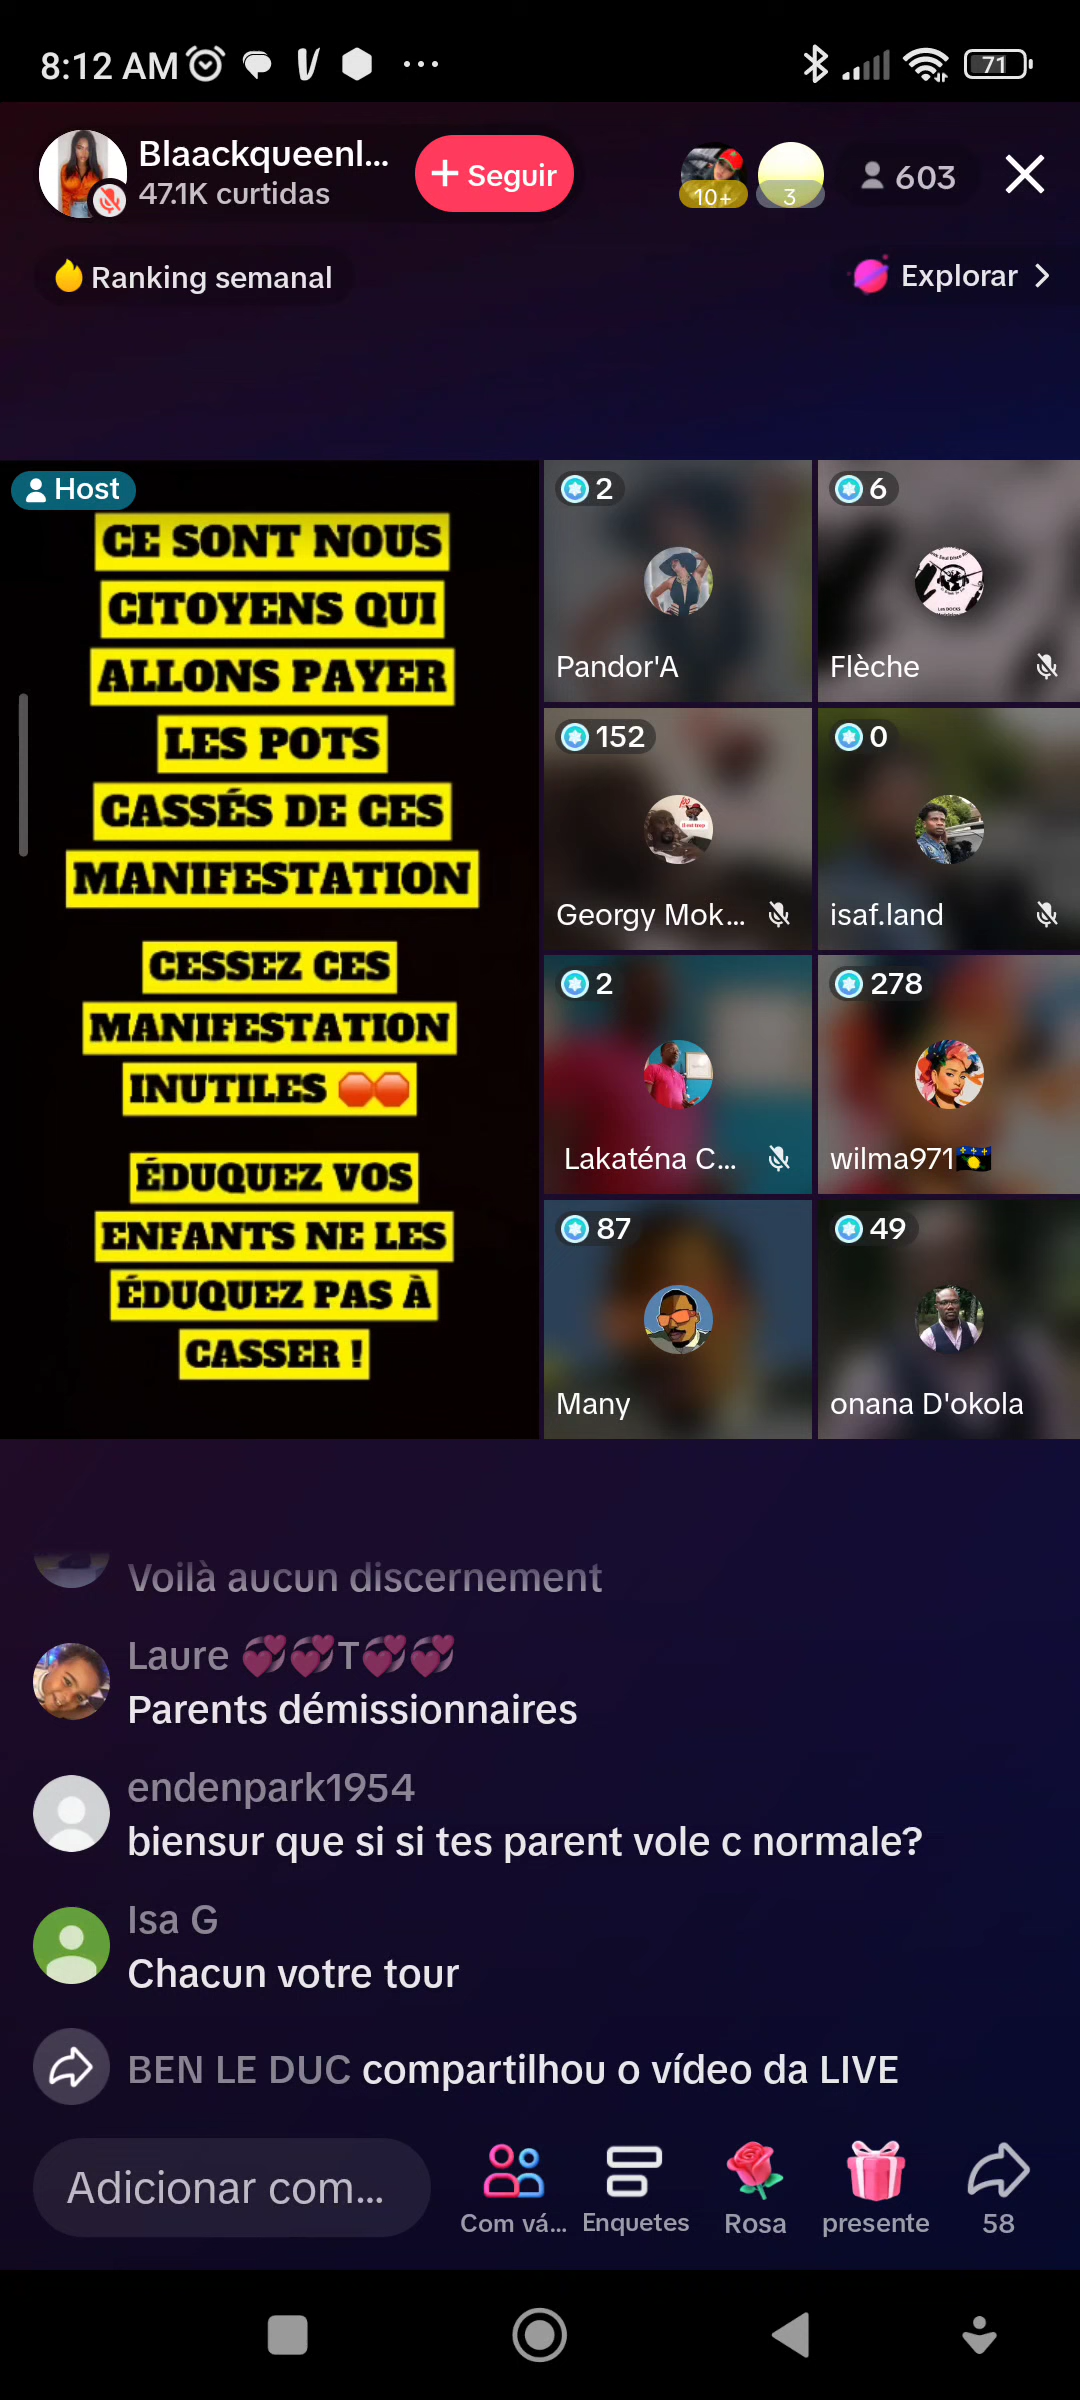 8:12 AM
71
Blaackqueenl...
47.1K curtidas
+ Seguir
10+
3
603
Ranking semanal
Explorar
Host
CE SONT NOUS
CITOYENS QUI
ALLONS PAYER
LES POTS
CASSÉS DE CES
MANIFESTATION
CESSEZ CES
MANIFESTATION
INUTILES 🛑🛑
ÉDUQUEZ VOS
ENFANTS NE LES
ÉDUQUEZ PAS À
CASSER !
2
Pandor'A
6
Flèche
152
Georgy Mok...
0
isaf.land
2
Lakaténa C...
278
wilma971
87
Many
49
onana D'okola
Voilà aucun discernement
Laure 💞💞T💞💞
Parents démissionnaires
endenpark1954
biensur que si si tes parent vole c normale?
Isa G
Chacun votre tour
BEN LE DUC compartilhou o vídeo da LIVE
Adicionar com...
Com vá...
Enquetes
Rosa
presente
58